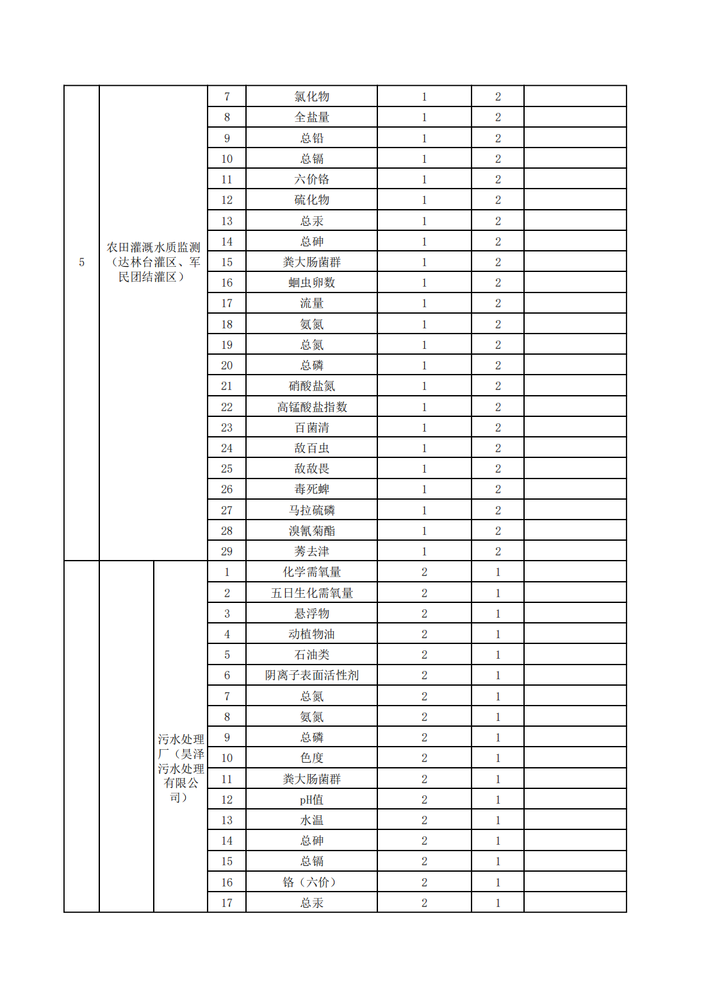 7 氯化物 1 2
8 全盐量 1 2
9 总铅 1 2
10 总镉 1 2
11 六价铬 1 2
12 硫化物 1 2
13 总汞 1 2
14 总砷 1 2
5
农田灌溉水质监测
（达林台灌区、军
民团结灌区）
15 粪大肠菌群 1 2
16 蛔虫卵数 1 2
17 流量 1 2
18 氨氮 1 2
19 总氮 1 2
20 总磷 1 2
21 硝酸盐氮 1 2
22 高锰酸盐指数 1 2
23 百菌清 1 2
24 敌百虫 1 2
25 敌敌畏 1 2
26 毒死蜱 1 2
27 马拉硫磷 1 2
28 溴氰菊酯 1 2
29 莠去津 1 2
1 化学需氧量 2 1
2 五日生化需氧量 2 1
3 悬浮物 2 1
4 动植物油 2 1
5 石油类 2 1
6 阴离子表面活性剂 2 1
7 总氮 2 1
8 氨氮 2 1
污水处理
厂（昊泽
污水处理
有限公
司）
9 总磷 2 1
10 色度 2 1
11 粪大肠菌群 2 1
12 pH值 2 1
13 水温 2 1
14 总砷 2 1
15 总镉 2 1
16 铬（六价） 2 1
17 总汞 2 1